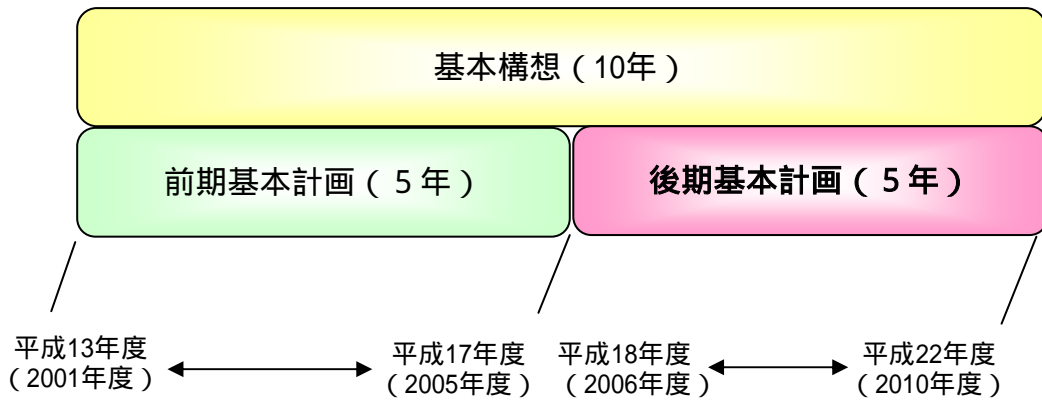 基本構想（10年）
前期基本計画（５年）
後期基本計画（５年）
平成13年度
（2001年度）
平成17年度
（2005年度）
平成18年度
（2006年度）
平成22年度
（2010年度）